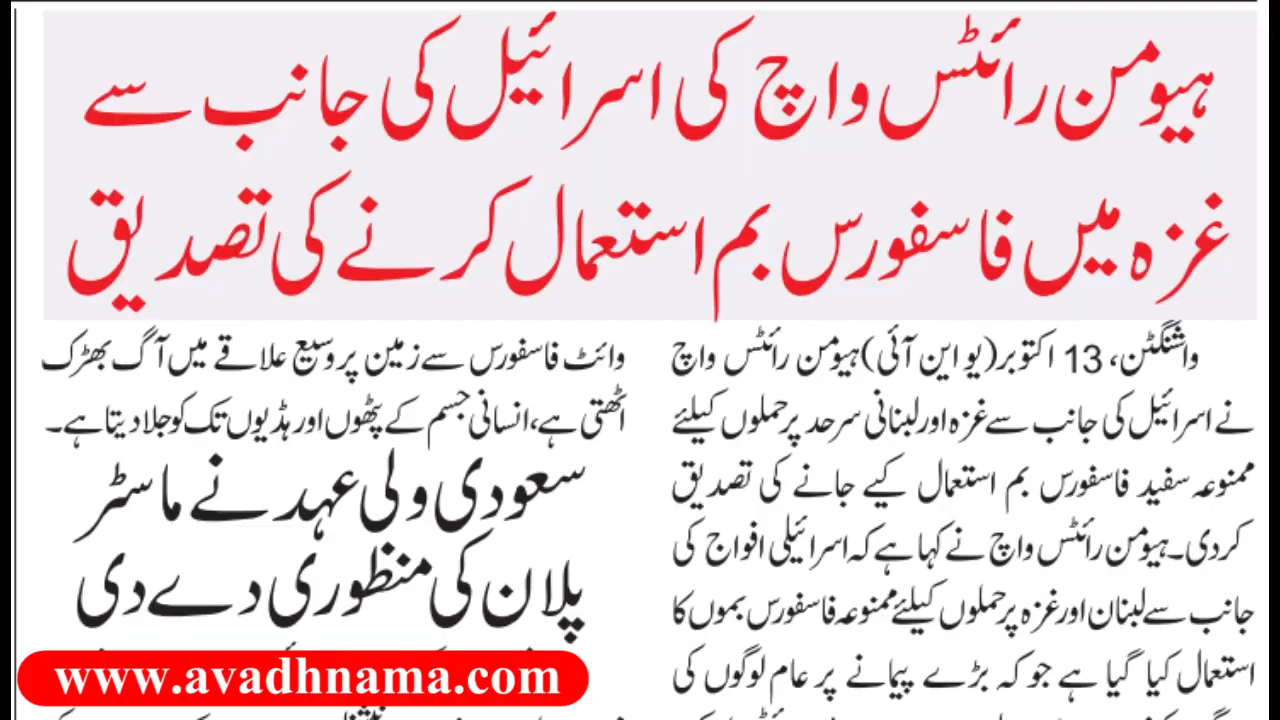 ہیومن رائٹس واچ کی اسرائیل کی جانب سے
غزہ میں فاسفورس بم استعمال کرنے کی تصدیق
واشنگٹن، 13 اکتوبر (یو این آئی) ہیومن رائٹس واچ
نے اسرائیل کی جانب سے غزہ اور لبنانی سرحد پر حملوں کیلئے
ممنوعہ سفید فاسفورس بم استعمال کیے جانے کی تصدیق
کردی۔ ہیومن رائٹس واچ نے کہا ہے کہ اسرائیلی افواج کی
جانب سے لبنان اور غزہ پر حملوں کیلئے ممنوعہ فاسفورس بموں کا
استعمال کیا گیا ہے جو کہ بڑے پیمانے پر عام لوگوں کی
وائٹ فاسفورس سے زمین پر وسیع علاقے میں آگ بھڑک
اٹھتی ہے، انسانی جسم کے پٹھوں اور ہڈیوں تک کو جلا دیتا ہے۔
سعودی ولی عہد نے ماسٹر
پلان کی منظوری دے دی
www.avadhnama.com